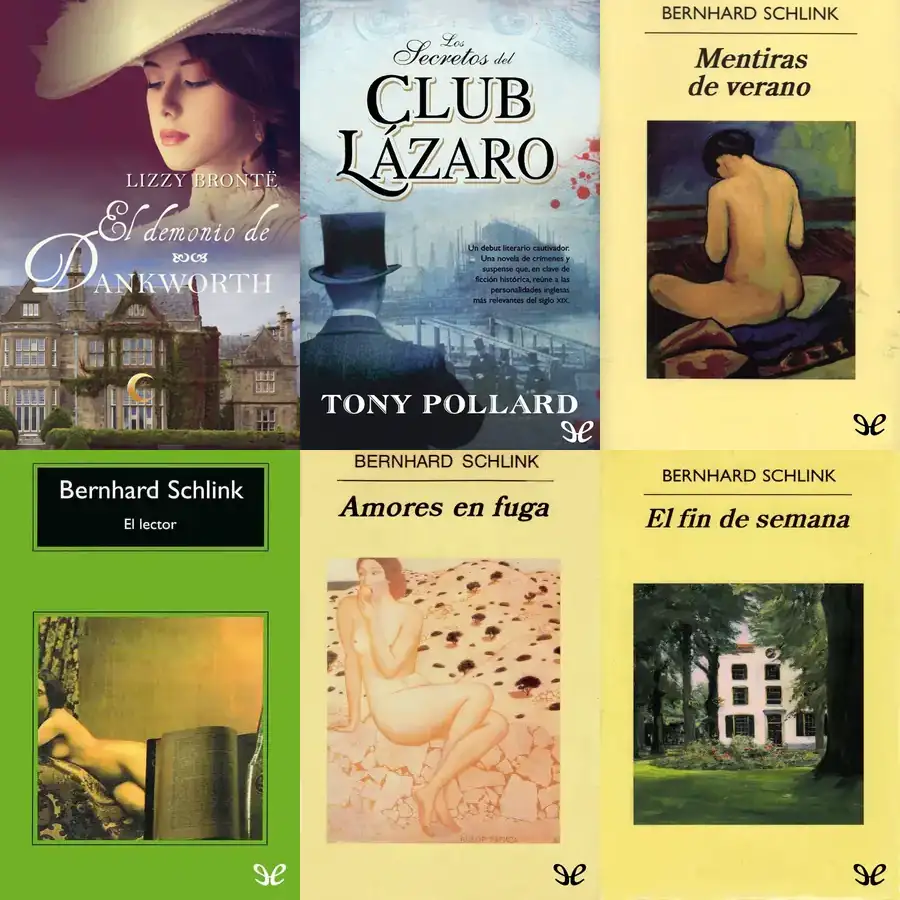 LIZZY BRONTË
El demonio de
DANKWORTH
Los
Secretos del
CLUB
LÁZARO
Un debut literario cautivador.
Una novela de crímenes y
suspense que, en clave de
ficción histórica, reúne a las
personalidades inglesas
más relevantes del siglo XIX.
TONY POLLARD
BERNHARD SCHLINK
Mentiras
de verano
Bernhard Schlink
El lector
BERNHARD SCHLINK
Amores en fuga
BERNHARD SCHLINK
El fin de semana